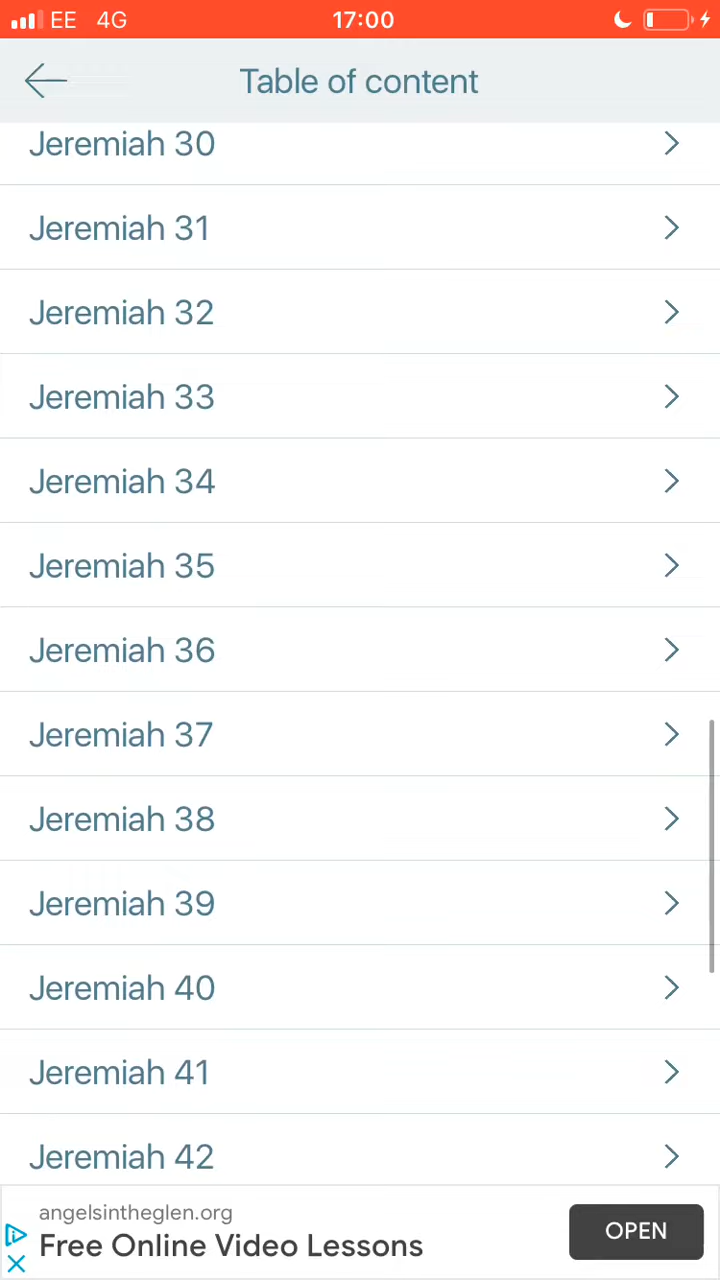 EE 4G 17:00
Table of content
Jeremiah 30
Jeremiah 31
Jeremiah 32
Jeremiah 33
Jeremiah 34
Jeremiah 35
Jeremiah 36
Jeremiah 37
Jeremiah 38
Jeremiah 39
Jeremiah 40
Jeremiah 41
Jeremiah 42
angelsintheglen.org
Free Online Video Lessons
OPEN